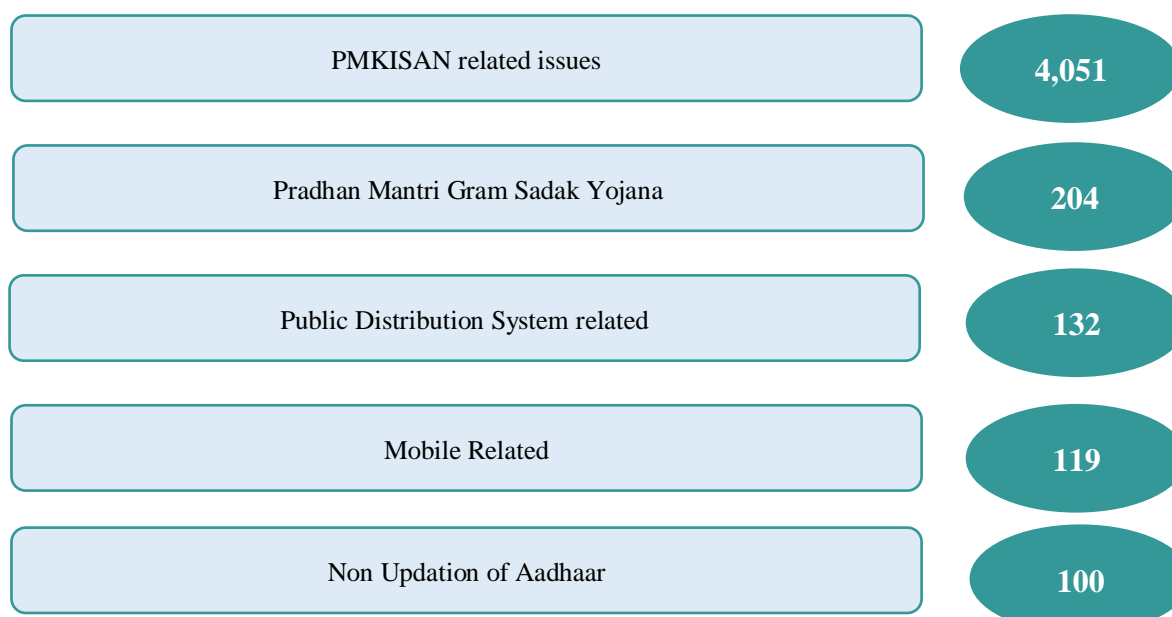 PMKISAN related issues
4,051
Pradhan Mantri Gram Sadak Yojana
204
Public Distribution System related
132
Mobile Related
119
Non Updation of Aadhaar
100